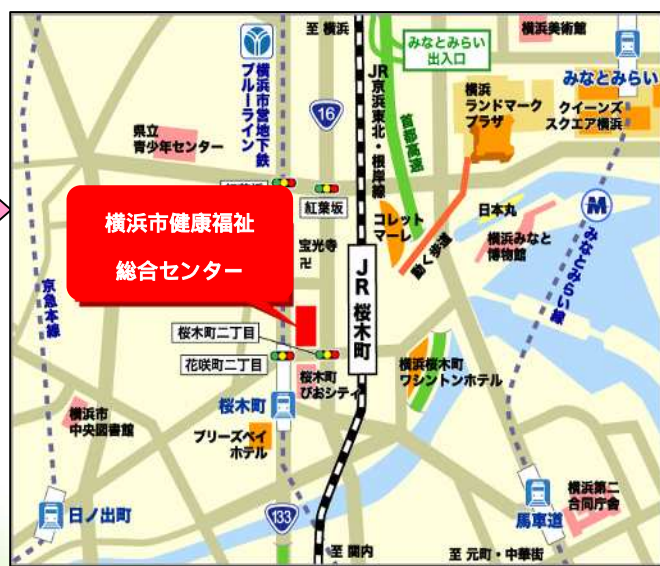 至 横浜
みなとみらい
出入口
横浜美術館
みなとみらい
横浜市営地下鉄
ブルーライン
16
JR京浜東北・根岸線
首都高速
横浜
ランドマーク
プラザ
クイーンズ
スクエア横浜
県立
青少年センター
紅葉坂
横浜市健康福祉
総合センター
宝光寺
卍
コレット
マーレ
動く歩道
日本丸
横浜みなと
博物館
M
みなとみらい線
JR 桜木町
京急本線
桜木町二丁目
花咲町二丁目
桜木町
ぴおシティ
横浜桜木町
ワシントンホテル
桜木町
ブリーズベイ
ホテル
横浜市
中央図書館
日ノ出町
133
馬車道
横浜第二
合同庁舎
至 関内
至 元町・中華街